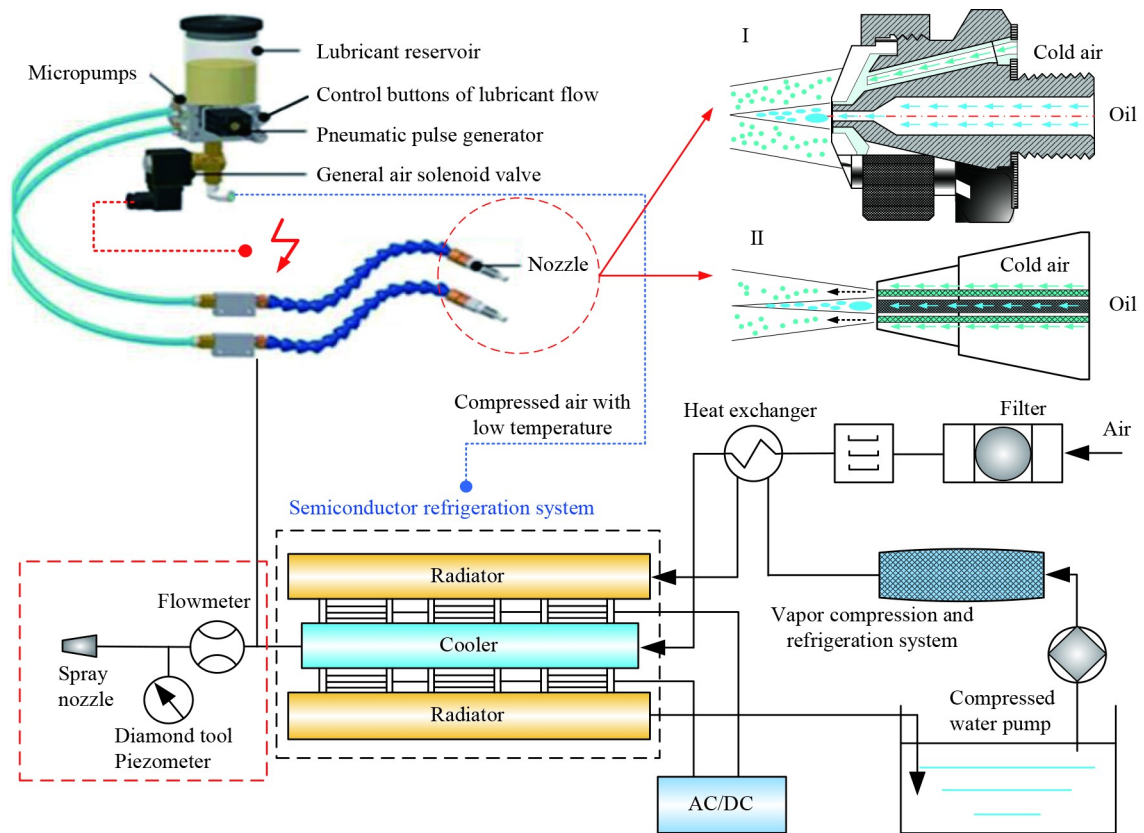 Lubricant reservoir
Micropumps
Control buttons of lubricant flow
Pneumatic pulse generator
General air solenoid valve
Nozzle
I
Cold air
Oil
II
Cold air
Oil
Compressed air with
low temperature
Heat exchanger
Filter
Air
Semiconductor refrigeration system
Radiator
Cooler
Radiator
Flowmeter
Spray
nozzle
Diamond tool
Piezometer
Vapor compression and
refrigeration system
Compressed
water pump
AC/DC